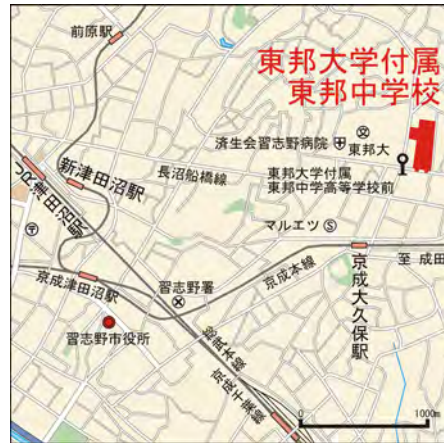 前原駅
東邦大学付属
東邦中学校
済生会習志野病院
東邦大
新津田沼駅
長沼船橋線
東邦大学付属
東邦中学高等学校前
JR津田沼駅
マルエツ
S
京成本線
至 成田
京成津田沼駅
習志野署
京成大久保駅
習志野市役所
総武本線
京成千葉線
0
1000m